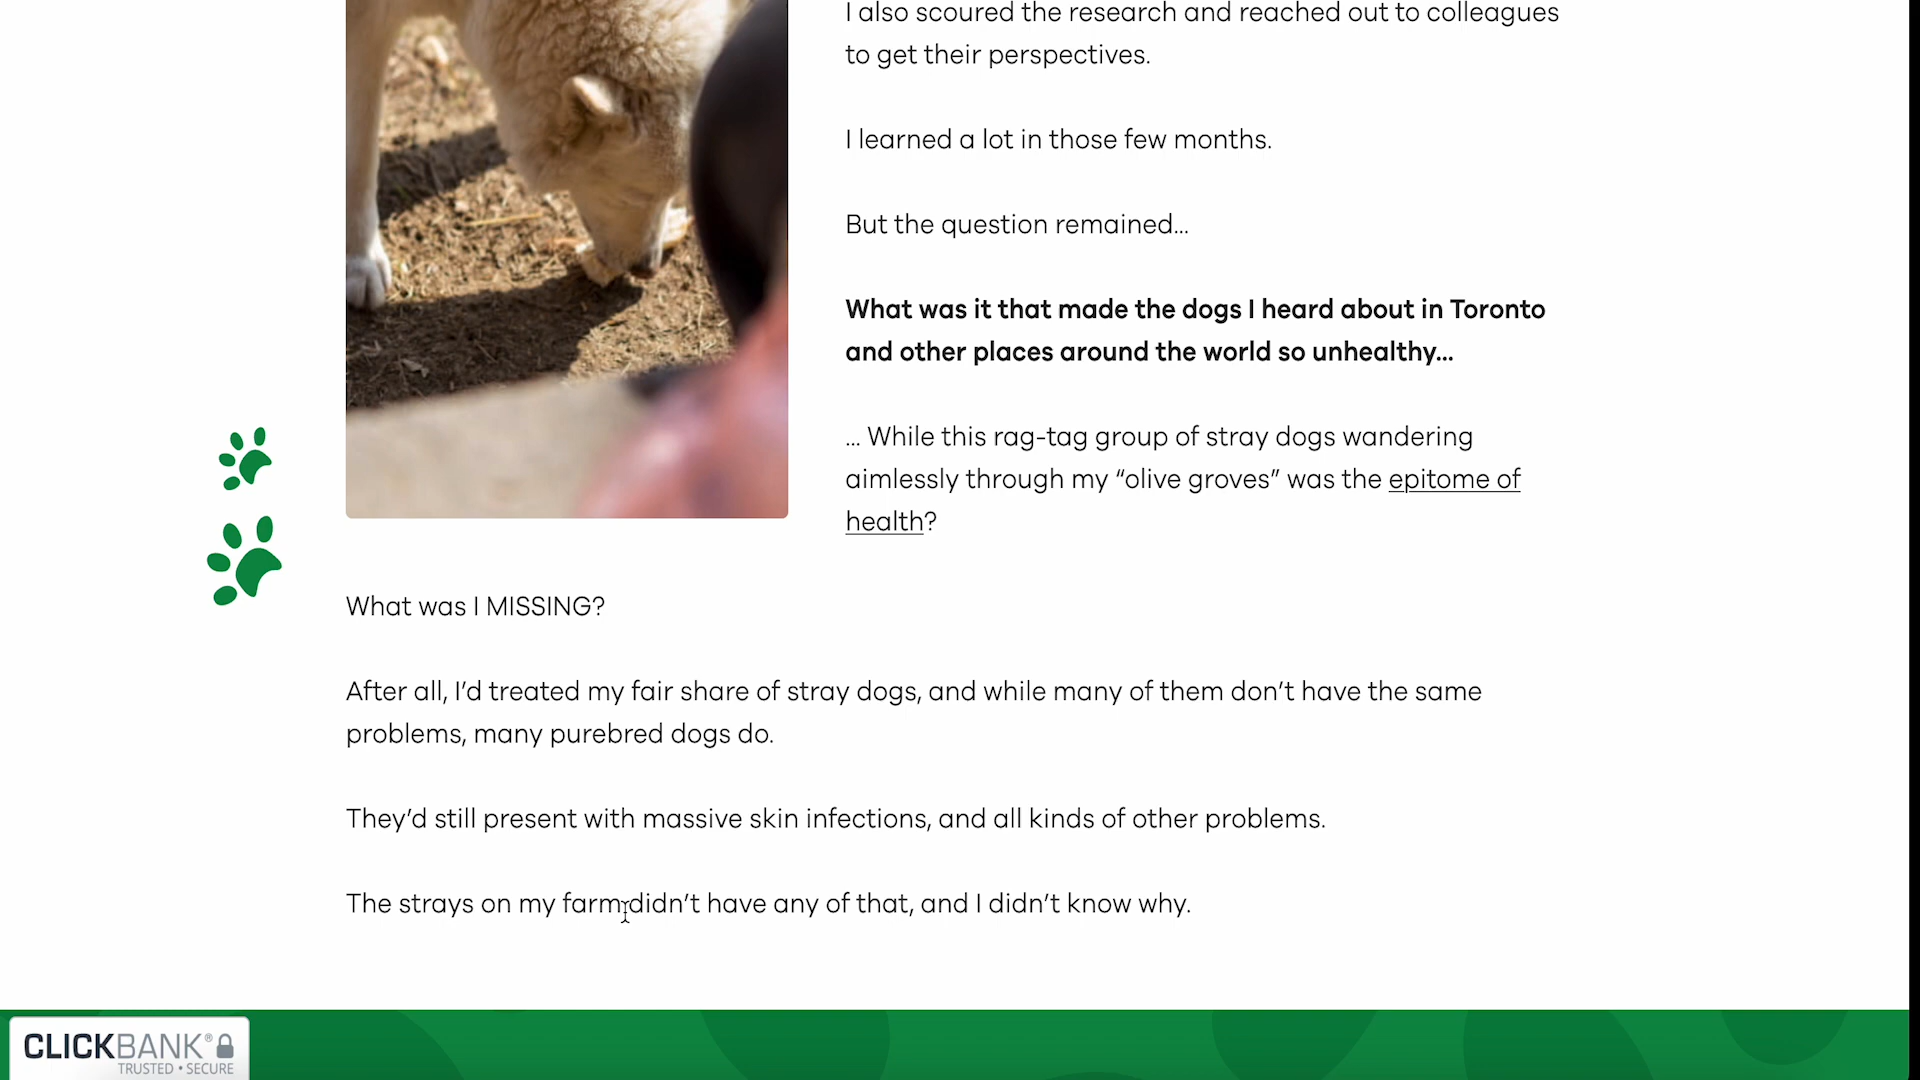 I also scoured the research and reached out to colleagues
to get their perspectives.
I learned a lot in those few months.
But the question remained...
What was it that made the dogs I heard about in Toronto
and other places around the world so unhealthy...
... While this rag-tag group of stray dogs wandering
aimlessly through my “olive groves” was the epitome of
health?
What was I MISSING?
After all, I’d treated my fair share of stray dogs, and while many of them don’t have the same
problems, many purebred dogs do.
They’d still present with massive skin infections, and all kinds of other problems.
The strays on my farm didn’t have any of that, and I didn’t know why.
CLICKBANK®
TRUSTED • SECURE